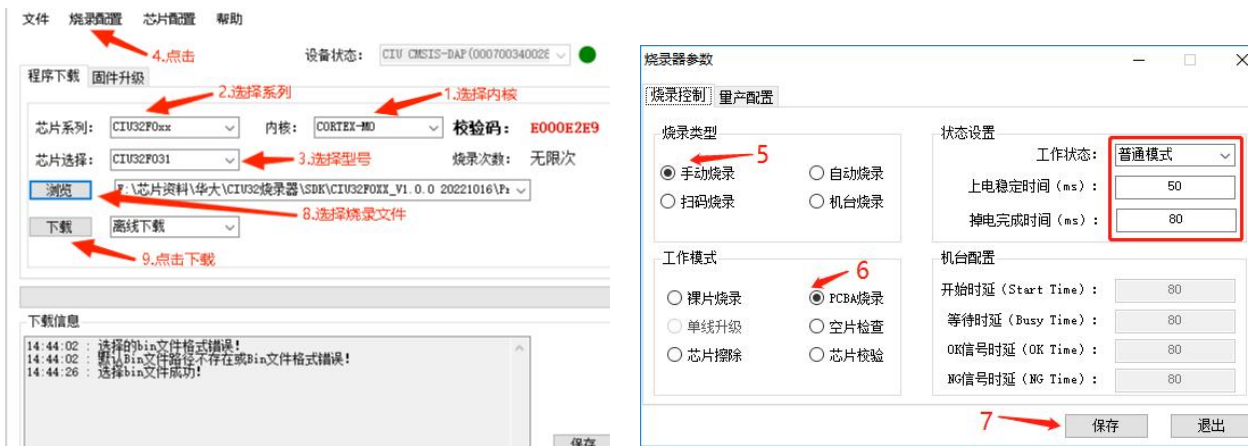 文件 烧录配置 芯片配置 帮助
4.点击
设备状态： CIU CMSIS-DAP(00070034002E
程序下载 固件升级
2.选择系列 1.选择内核
芯片系列： CIU32F0xx 内核： CORTEX-M0 校验码： E000E2E9
芯片选择： CIU32F031 3.选择型号 烧录次数： 无限次
浏览 F:\芯片资料\华大\CIU32烧录器\SDK\CIU32F0XX_V1.0.0 20221016\Pr
8.选择烧录文件
下载 离线下载
9.点击下载
下载信息
14:44:02 : 选择的bin文件格式错误!
14:44:02 : 默认Bin文件路径不存在或Bin文件格式错误!
14:44:26 : 选择bin文件成功!
保存
烧录器参数
烧录控制 量产配置
烧录类型
5
手动烧录 自动烧录
扫码烧录 机台烧录
状态设置
工作状态： 普通模式
上电稳定时间（ms）： 50
掉电完成时间（ms）： 80
工作模式
6
裸片烧录 PCBA烧录
单线升级 空片检查
芯片擦除 芯片校验
机台配置
开始时延（Start Time）： 80
等待时延（Busy Time）： 80
OK信号时延（OK Time）： 80
NG信号时延（NG Time）： 80
7 保存 退出